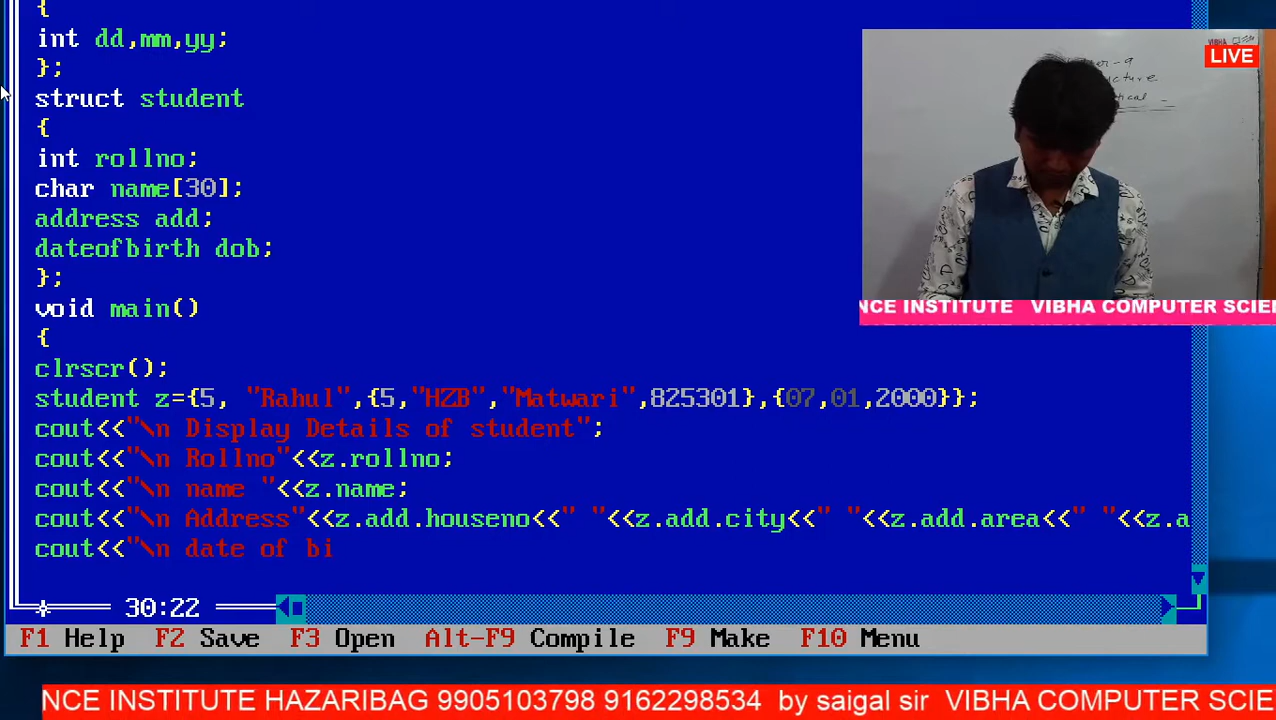 {
int dd,mm,yy;
};
struct student
{
int rollno;
char name[30];
address add;
dateofbirth dob;
};
void main()
{
clrscr();
student z={5, "Rahul",{5,"HZB","Matwari",825301},{07,01,2000}};
cout<<"\n Display Details of student";
cout<<"\n Rollno"<<z.rollno;
cout<<"\n name "<<z.name;
cout<<"\n Address"<<z.add.houseno<<" "<<z.add.city<<" "<<z.add.area<<" "<<z.a
cout<<"\n date of bi
30:22
F1 Help F2 Save F3 Open Alt-F9 Compile F9 Make F10 Menu
VIBHA
LIVE
NCE INSTITUTE VIBHA COMPUTER SCIE
NCE INSTITUTE HAZARIBAG 9905103798 9162298534 by saigal sir VIBHA COMPUTER SCIE